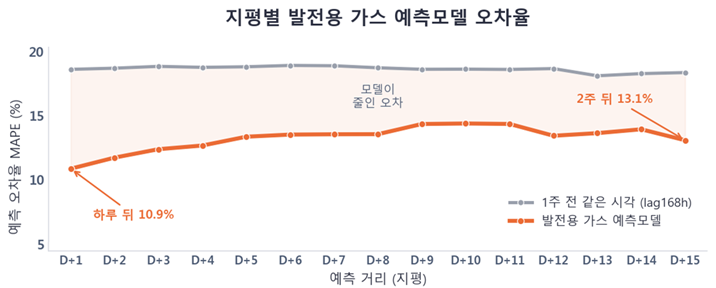 지평별 발전용 가스 예측모델 오차율
예측 오차율 MAPE (%)
20
15
10
5
모델이
줄인 오차
2주 뒤 13.1%
하루 뒤 10.9%
1주 전 같은 시각 (lag168h)
발전용 가스 예측모델
D+1 D+2 D+3 D+4 D+5 D+6 D+7 D+8 D+9 D+10 D+11 D+12 D+13 D+14 D+15
예측 거리 (지평)